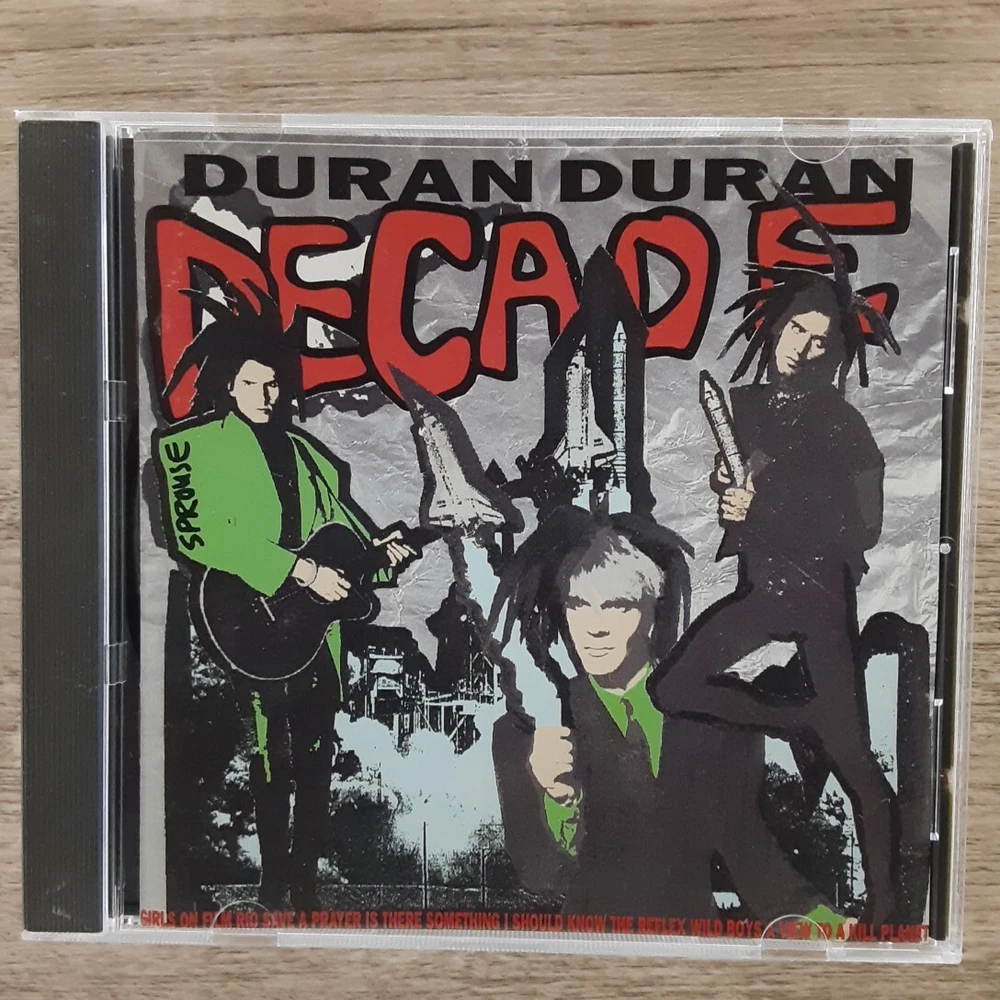 DURAN DURAN
DECADE
SPROUSE
GIRLS ON FILM RIO SAVE A PRAYER IS THERE SOMETHING I SHOULD KNOW THE REFLEX WILD BOYS A VIEW TO A KILL PLANET